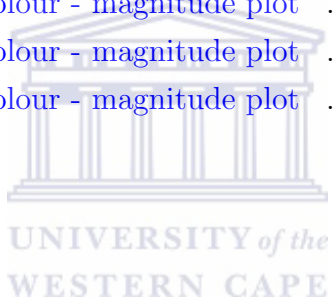 olour - magnitude plot .
olour - magnitude plot .
olour - magnitude plot .
UNIVERSITY of the
WESTERN CAPE